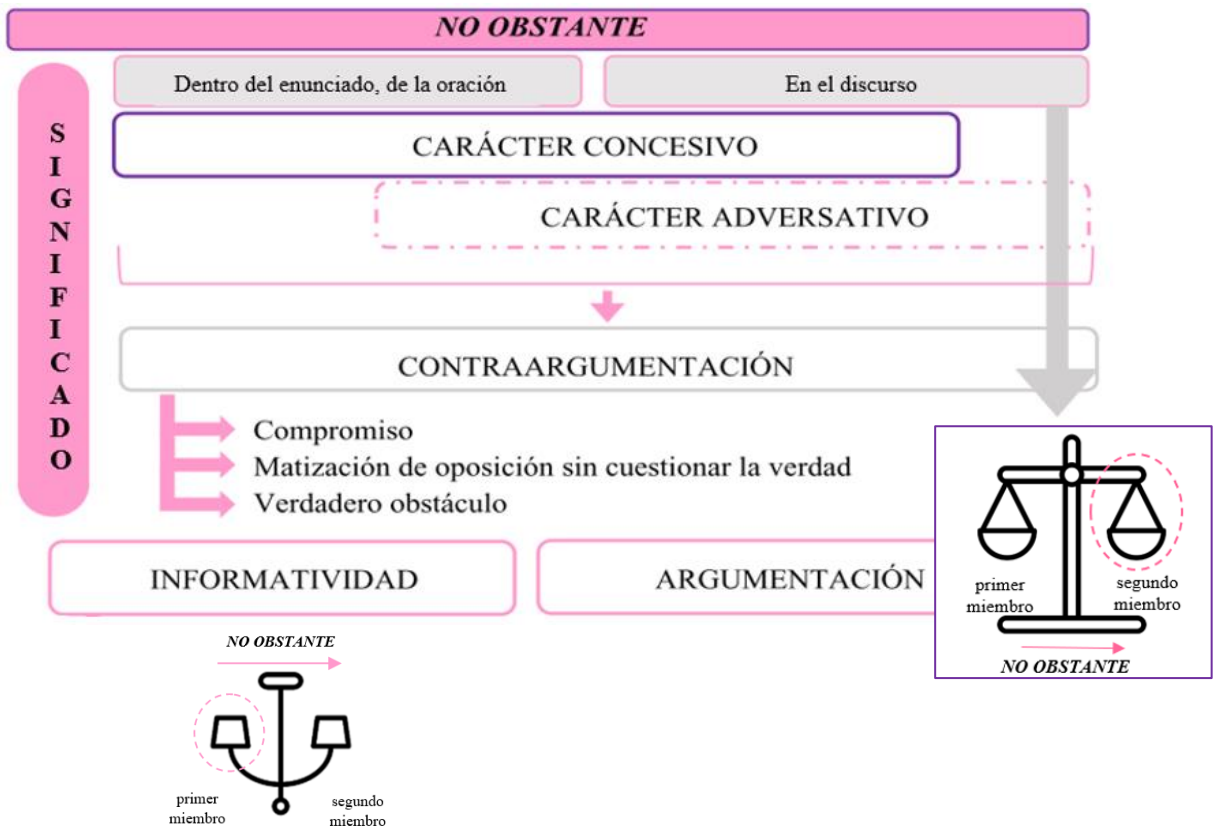 NO OBSTANTE
Dentro del enunciado, de la oración
En el discurso
SIGNIFICADO
CARÁCTER CONCESIVO
CARÁCTER ADVERSATIVO
CONTRAARGUMENTACIÓN
Compromiso
Matización de oposición sin cuestionar la verdad
Verdadero obstáculo
INFORMATIVIDAD
ARGUMENTACIÓN
primer
miembro
segundo
miembro
NO OBSTANTE
NO OBSTANTE
primer
miembro
segundo
miembro